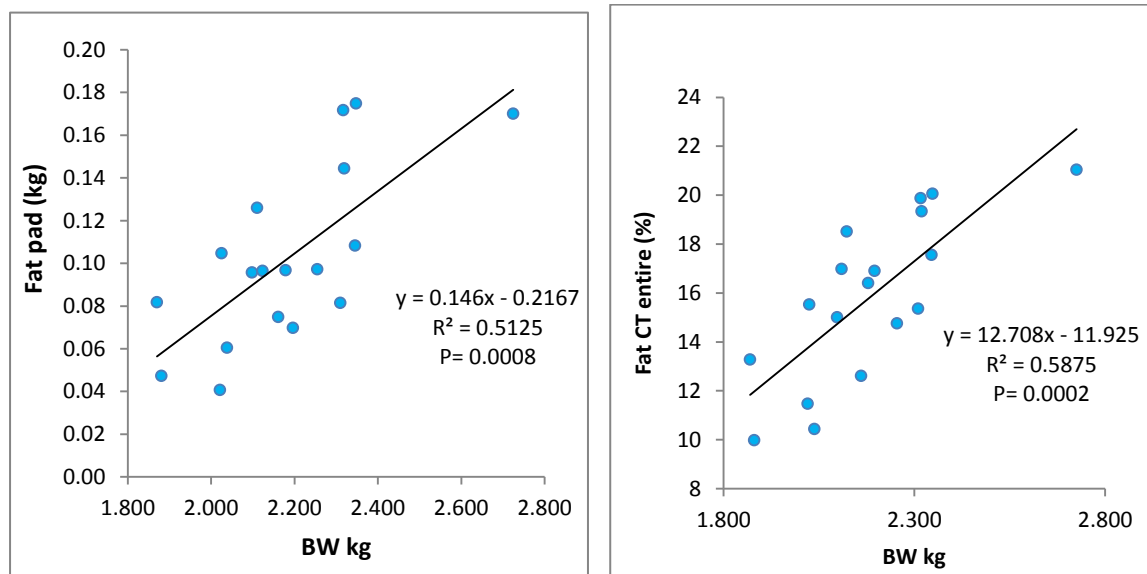 0.20
0.18
0.16
0.14
0.12
0.10
0.08
0.06
0.04
0.02
0.00
Fat pad (kg)
y = 0.146x - 0.2167
R² = 0.5125
P= 0.0008
1.800 2.000 2.200 2.400 2.600 2.800
BW kg
24
22
20
18
16
14
12
10
8
Fat CT entire (%)
y = 12.708x - 11.925
R² = 0.5875
P= 0.0002
1.800 2.300 2.800
BW kg